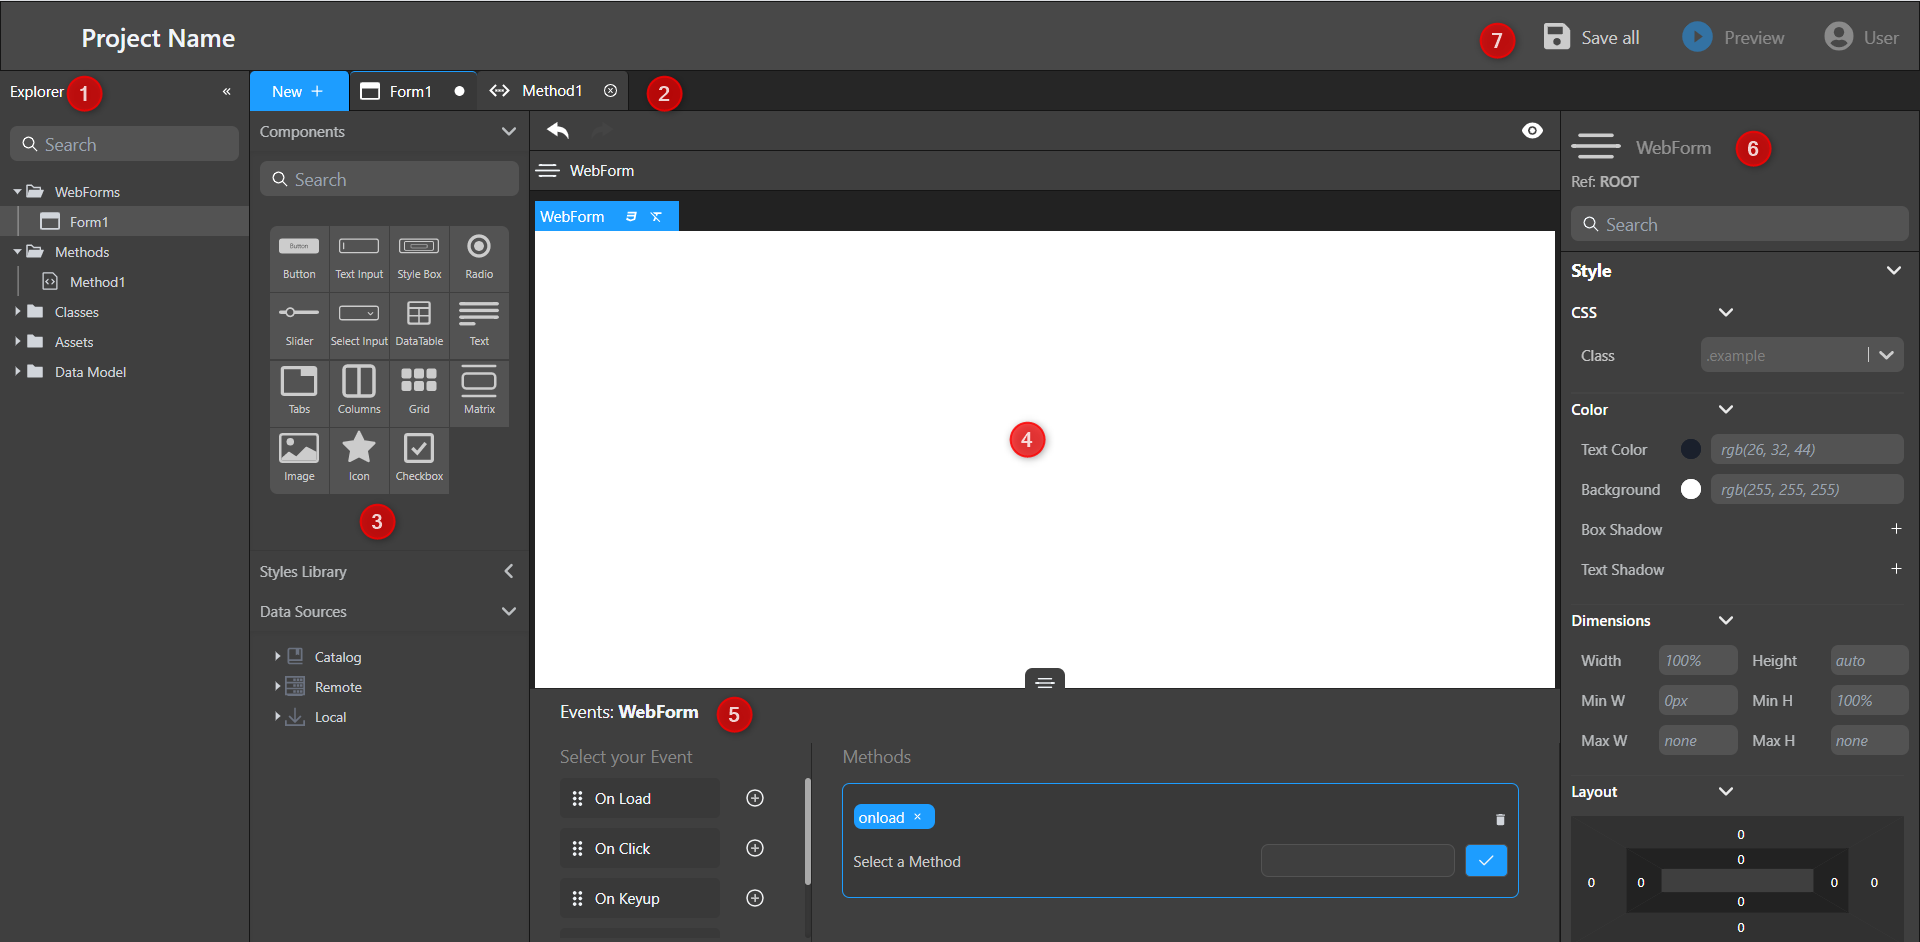 Project Name
7
Save all
Preview
User
Explorer
1
«
Search
WebForms
Form1
Methods
Method1
Classes
Assets
Data Model
New +
Form1
Method1
2
Components
Search
Button
Button
Text Input
Style Box
Radio
Slider
Select Input
DataTable
Text
Tabs
Columns
Grid
Matrix
Image
Icon
Checkbox
3
Styles Library
Data Sources
Catalog
Remote
Local
WebForm
WebForm
4
Events: WebForm
5
Select your Event
On Load
On Click
On Keyup
Methods
onload ×
Select a Method
WebForm
6
Ref: ROOT
Search
Style
CSS
Class
.example
Color
Text Color
rgb(26, 32, 44)
Background
rgb(255, 255, 255)
Box Shadow +
Text Shadow +
Dimensions
Width 100% Height auto
Min W 0px Min H 100%
Max W none Max H none
Layout
0
0
0 0 0 0
0
0